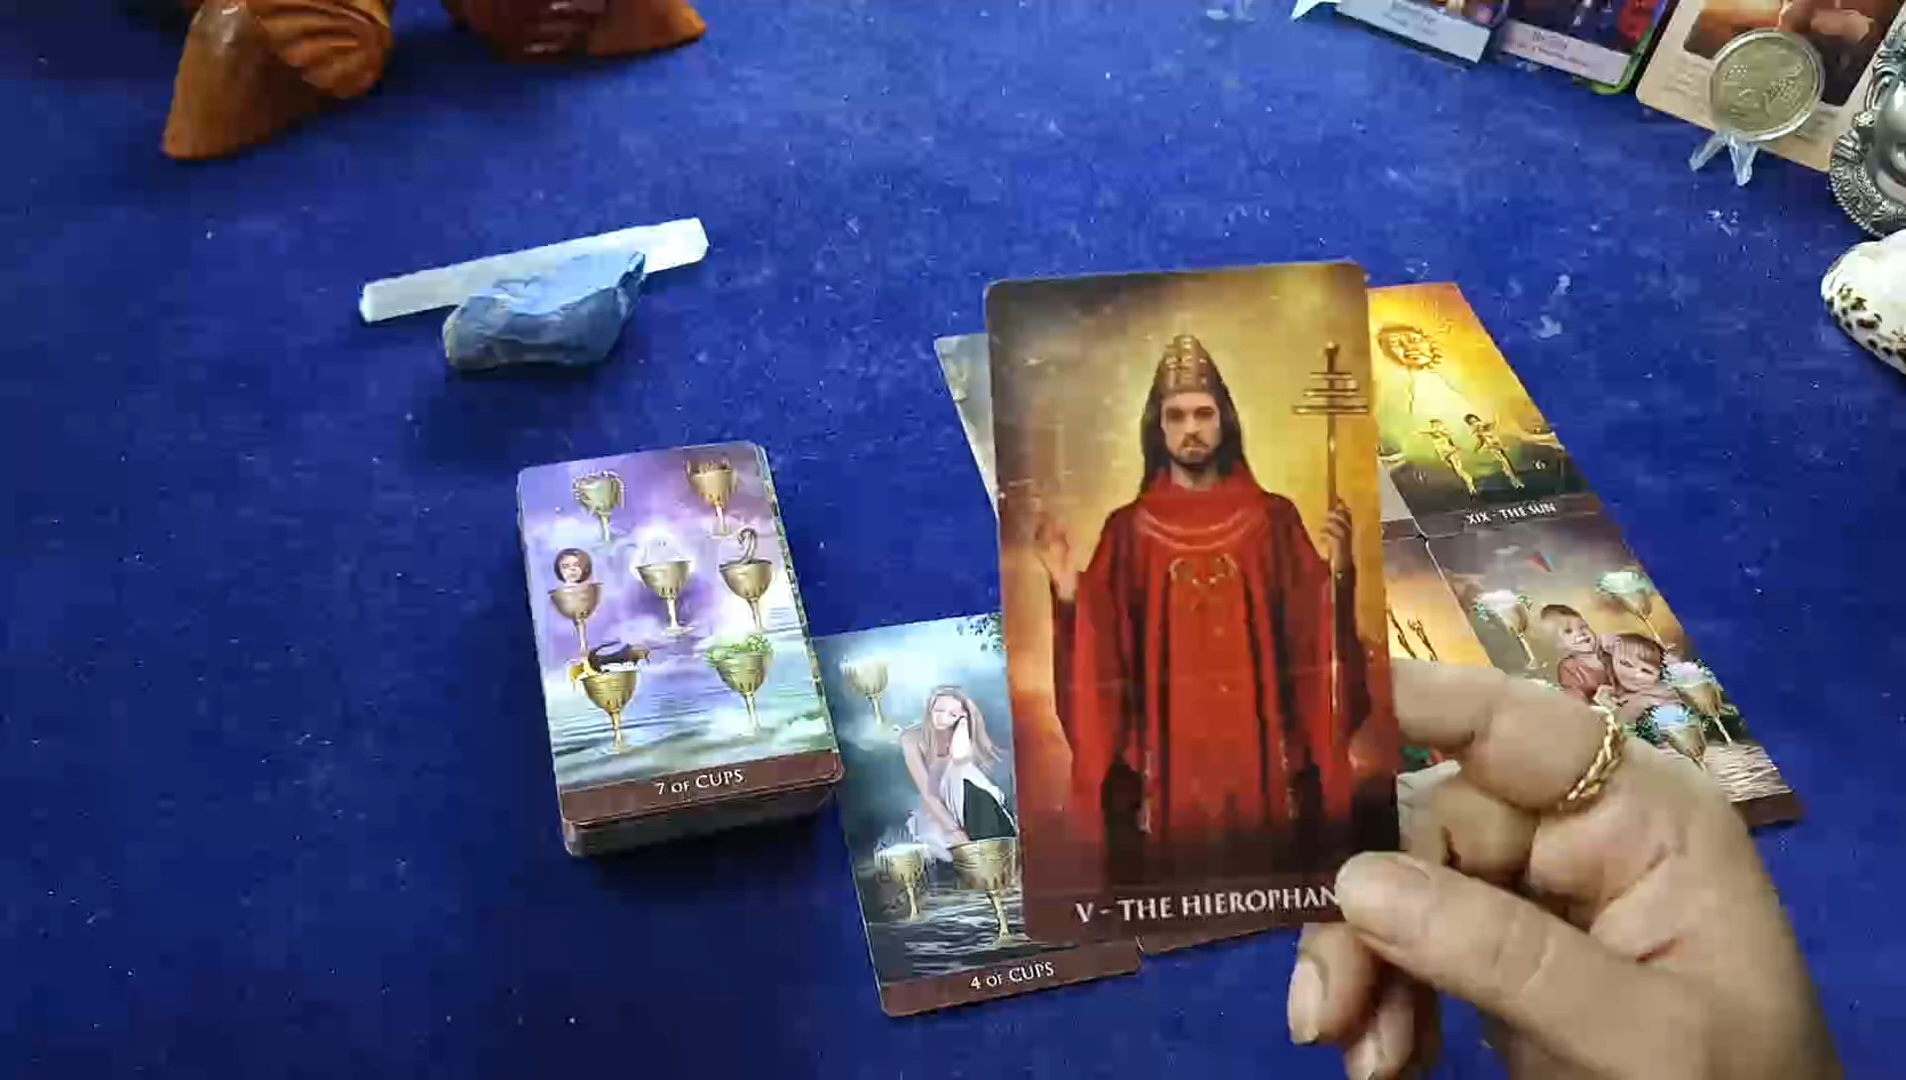 XIX - THE SUN
7 OF CUPS
V - THE HIEROPHAN
4 OF CUPS